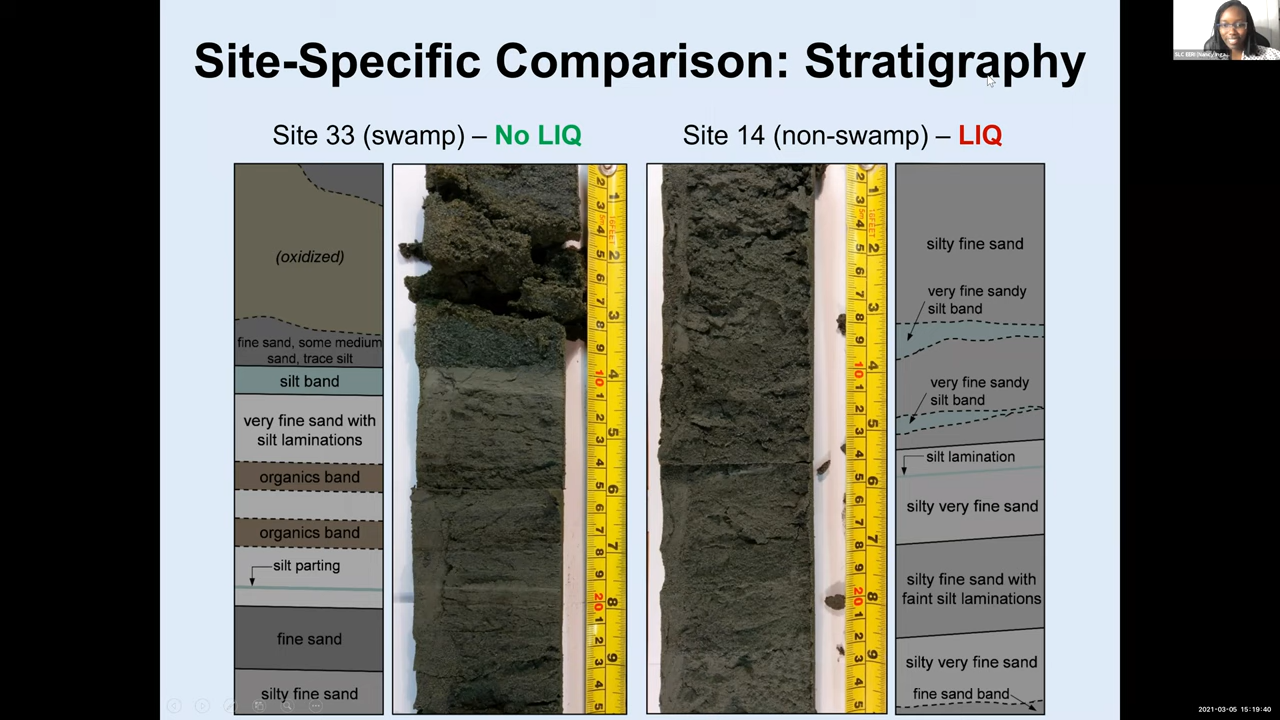 Site-Specific Comparison: Stratigraphy
Site 33 (swamp) – No LIQ
Site 14 (non-swamp) – LIQ
(oxidized)
fine sand, some medium
sand, trace silt
silt band
very fine sand with
silt laminations
organics band
organics band
silt parting
fine sand
silty fine sand
silty fine sand
very fine sandy
silt band
very fine sandy
silt band
silt lamination
silty very fine sand
silty fine sand with
faint silt laminations
silty very fine sand
fine sand band
2021-03-05 15:19:40